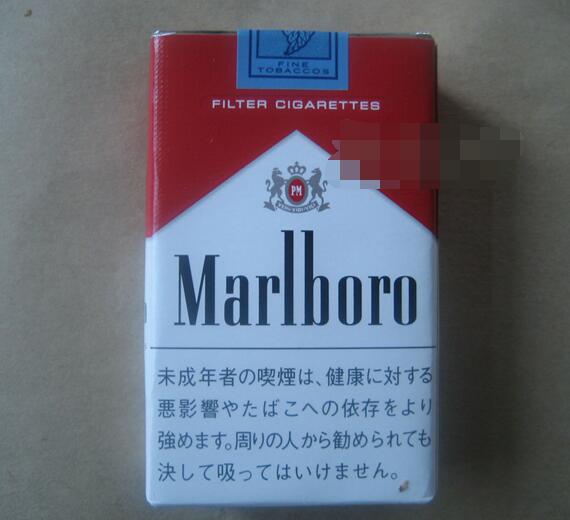 FINE
TOBACCOS
FILTER CIGARETTES
PM
Marlboro
未成年者の喫煙は、健康に対する
悪影響やたばこへの依存をより
強めます。周りの人から勧められても
決して吸ってはいけません。